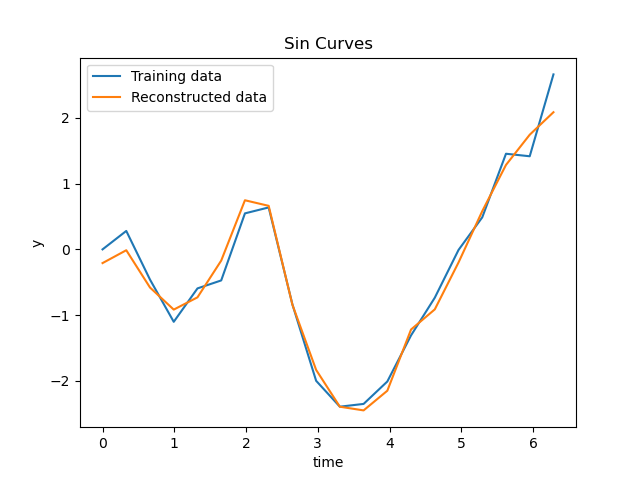 Sin Curves
Training data
Reconstructed data
2
1
0
−1
−2
y
0 1 2 3 4 5 6
time